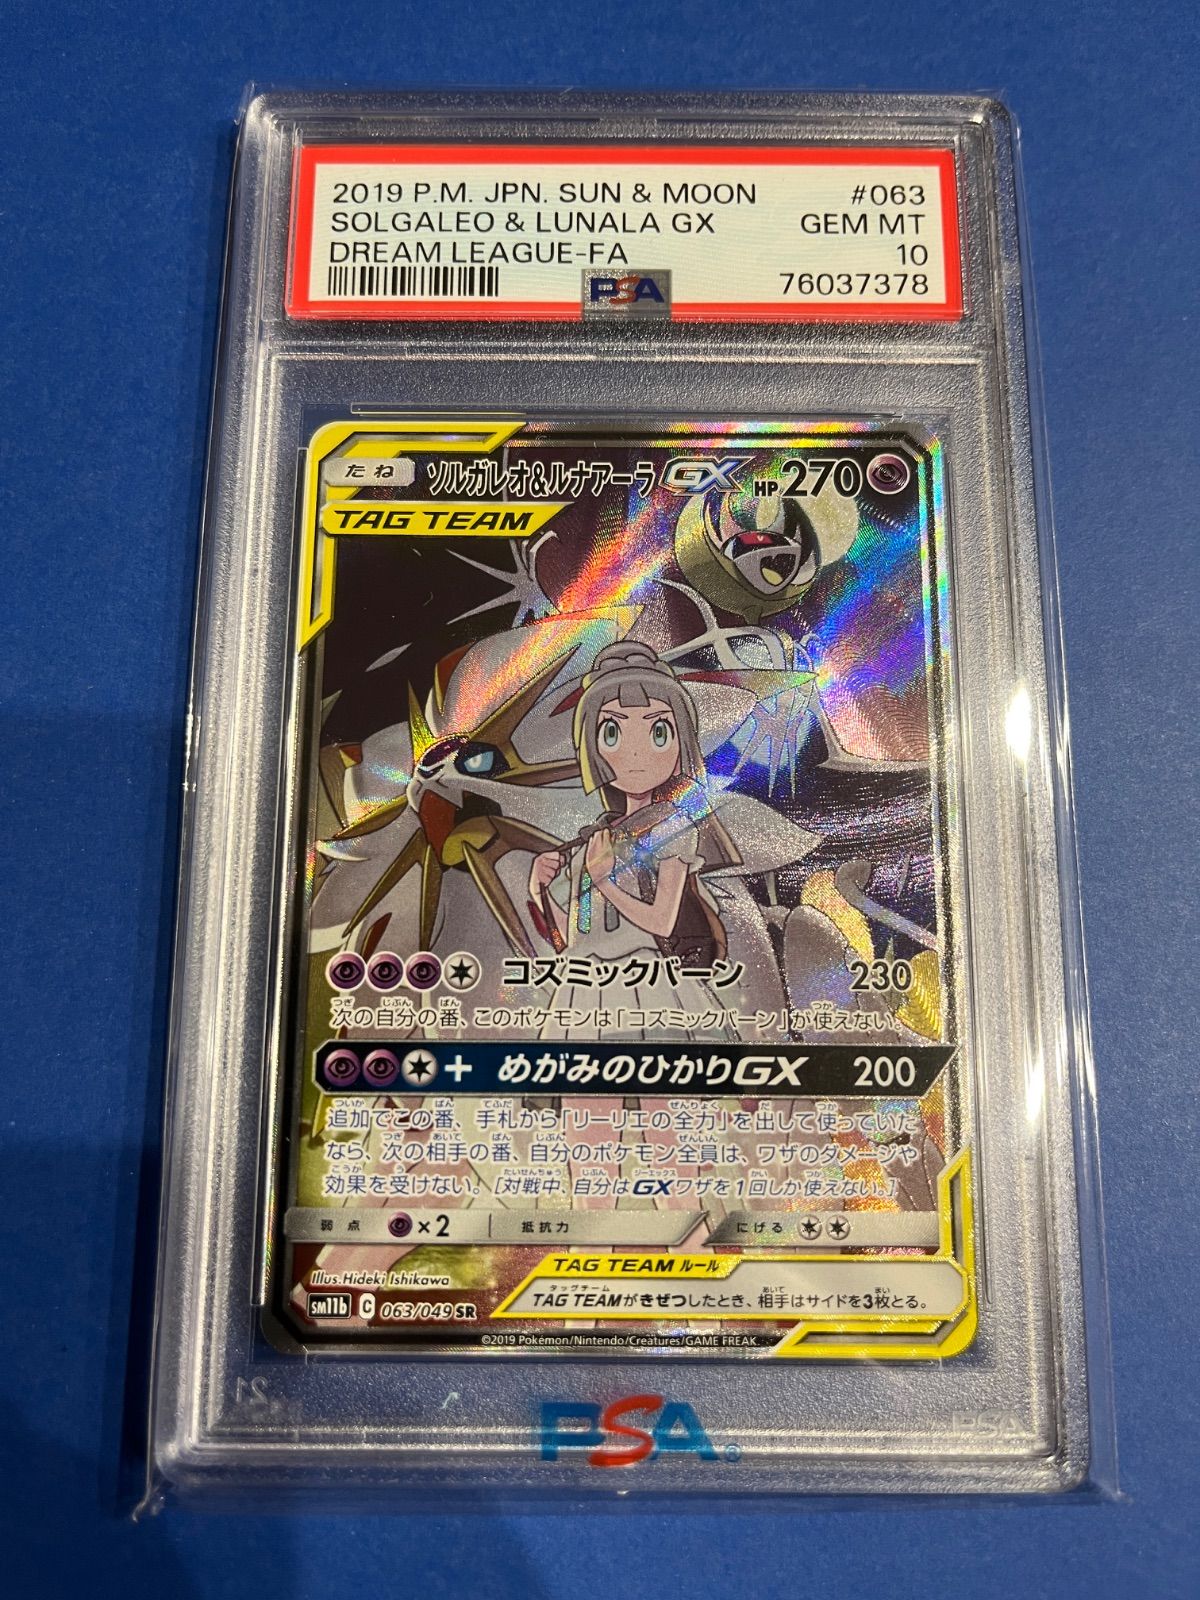 2019 P.M. JPN. SUN & MOON #063
SOLGALEO & LUNALA GX GEM MT
DREAM LEAGUE-FA 10
PSA 76037378
たね ソルガレオ&ルナアーラGX HP270
TAG TEAM
コズミックバーン 230
次の自分の番、このポケモンは「コズミックバーン」が使えない。
+ めがみのひかりGX 200
追加でこの番、手札から「リーリエの全力」を出して使っていた
なら、次の相手の番、自分のポケモン全員は、ワザのダメージや
効果を受けない。[対戦中、自分はGXワザを1回しか使えない。]
弱点 ×2 抵抗力 にげる
Illus. Hideki Ishikawa
TAG TEAM ルール
TAG TEAMがきぜつしたとき、相手はサイドを3枚とる。
sm11b C 063/049 SR
©2019 Pokémon/Nintendo/Creatures/GAME FREAK
PSA®
PSA